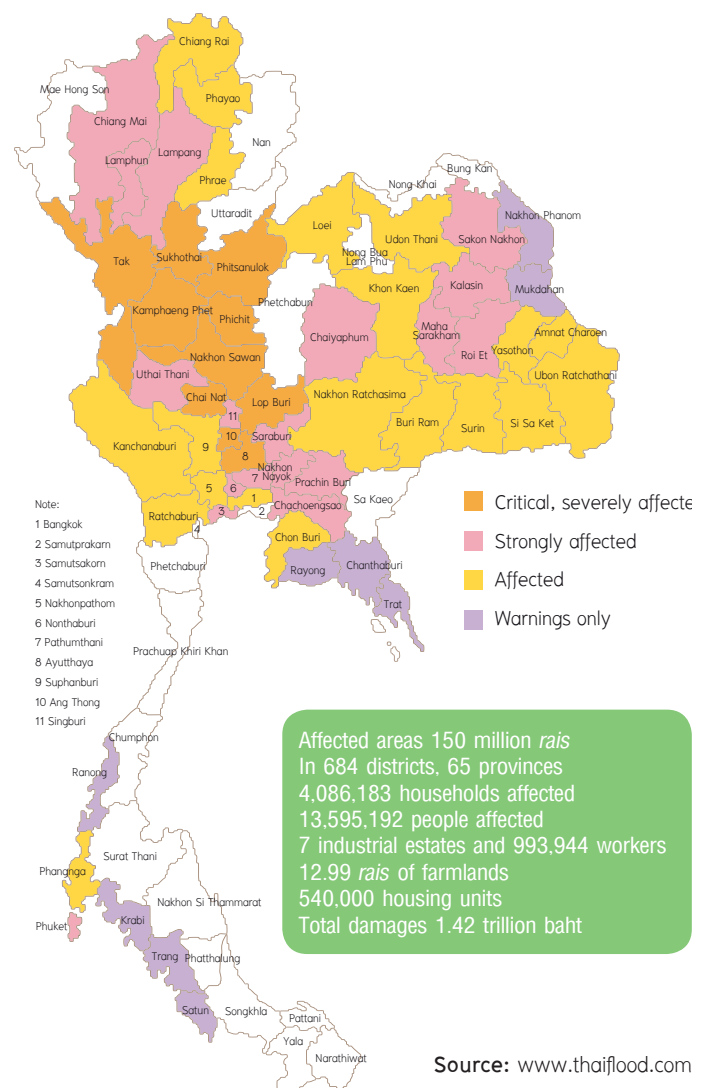 Chiang Rai
Mae Hong Son
Phayao
Chiang Mai
Nan
Lampang
Lamphun
Phrae
Bung Kan
Nong Khai
Uttaradit
Nakhon Phanom
Loei
Udon Thani
Sakon Nakhon
Tak
Sukhothai
Phitsanulok
Nong Bua
Lam Phu
Khon Kaen
Kalasin
Mukdahan
Phetchabun
Kamphaeng Phet
Phichit
Chaiyaphum
Maha
Sarakham
Roi Et
Yasothon
Amnat Charoen
Nakhon Sawan
Uthai Thani
Ubon Ratchathani
Chai Nat
Lop Buri
Nakhon Ratchasima
11
Buri Ram
Surin
Si Sa Ket
Kanchanaburi
9
10
Saraburi
8
Nakhon
Nayok
7
Prachin Buri
5
6
1
Sa Kaeo
Ratchaburi
3
2
Chachoengsao
4
Chon Buri
Phetchaburi
Rayong
Chanthaburi
Trat
Prachuap Khiri Khan
Note:
1 Bangkok
2 Samutprakarn
3 Samutsakorn
4 Samutsonkram
5 Nakhonpathom
6 Nonthaburi
7 Pathumthani
8 Ayutthaya
9 Suphanburi
10 Ang Thong
11 Singburi
Critical, severely affecte
Strongly affected
Affected
Warnings only
Chumphon
Ranong
Surat Thani
Phangnga
Nakhon Si Thammarat
Phuket
Krabi
Trang
Phatthalung
Satun
Songkhla
Pattani
Yala
Narathiwat
Affected areas 150 million rais
In 684 districts, 65 provinces
4,086,183 households affected
13,595,192 people affected
7 industrial estates and 993,944 workers
12.99 rais of farmlands
540,000 housing units
Total damages 1.42 trillion baht
Source: www.thaiflood.com